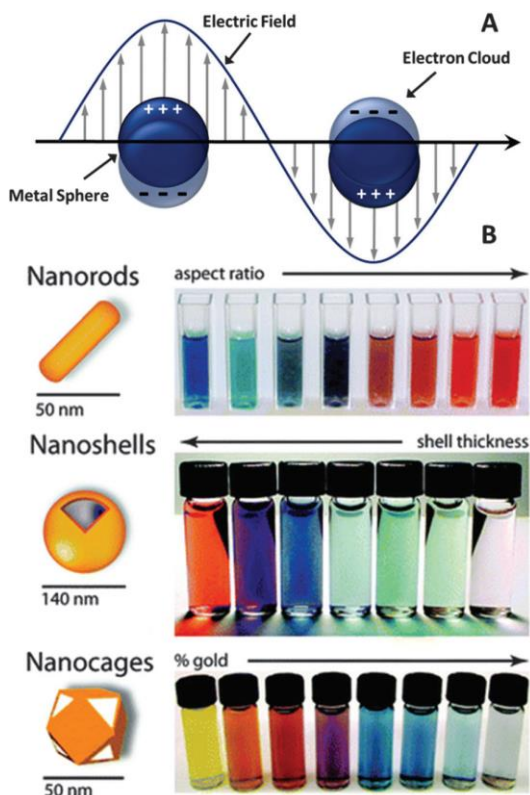 Electric Field
A
Electron Cloud
+ + +
- - -
Metal Sphere
- - -
+ + +
B
Nanorods
aspect ratio
50 nm
Nanoshells
shell thickness
140 nm
Nanocages
% gold
50 nm